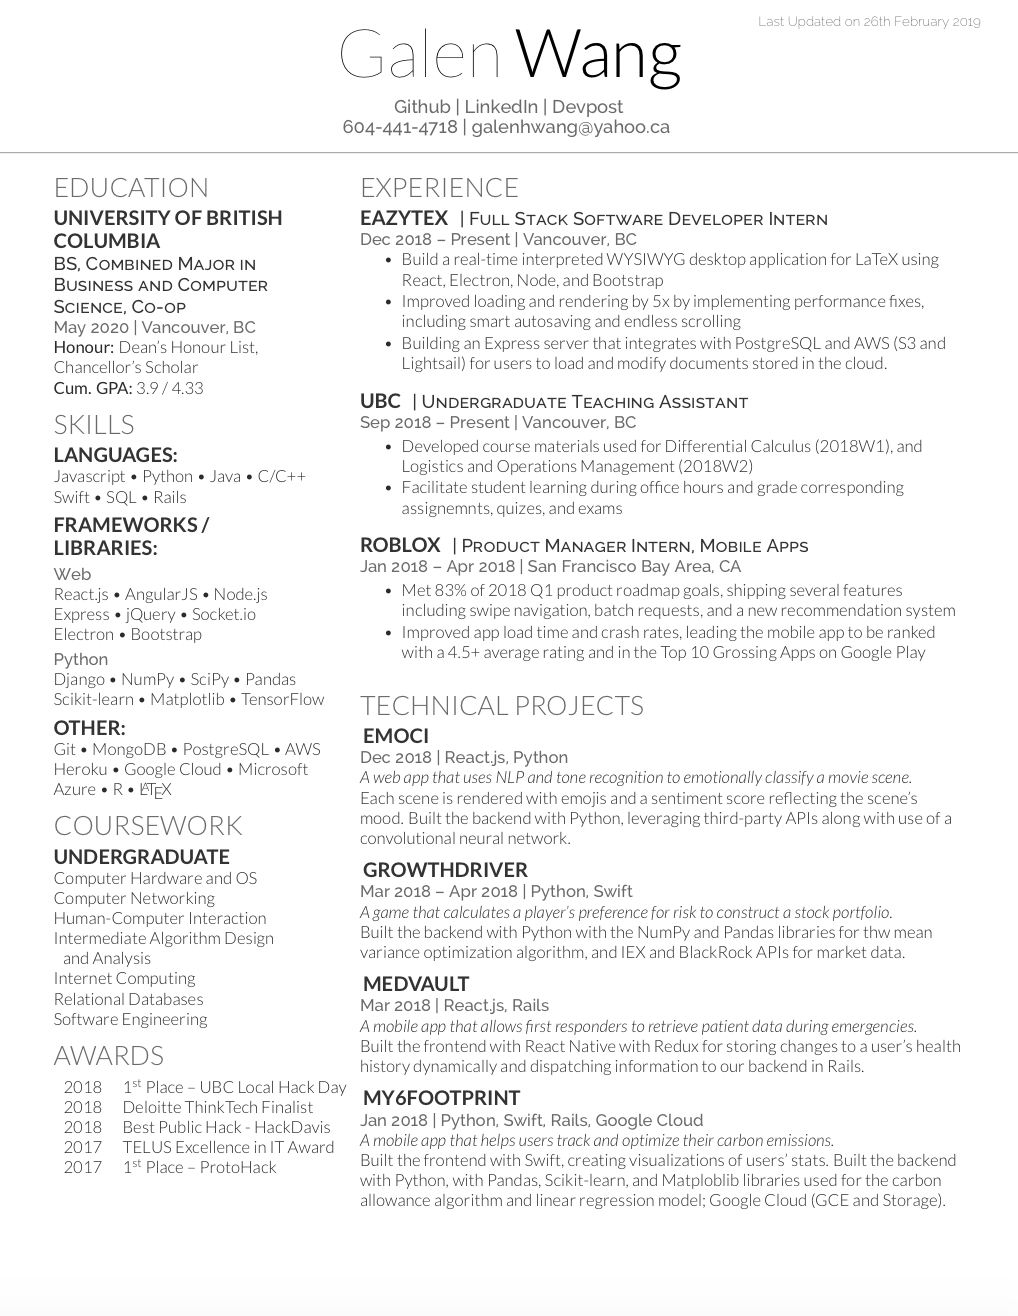 Last Updated on 26th February 2019
Galen Wang
Github | LinkedIn | Devpost
604-441-4718 | galenhwang@yahoo.ca
EDUCATION
UNIVERSITY OF BRITISH
COLUMBIA
BS, Combined Major in
Business and Computer
Science, Co-op
May 2020 | Vancouver, BC
Honour: Dean's Honour List,
Chancellor's Scholar
Cum. GPA: 3.9 / 4.33
SKILLS
LANGUAGES:
Javascript • Python • Java • C/C++
Swift • SQL • Rails
FRAMEWORKS /
LIBRARIES:
Web
React.js • AngularJS • Node.js
Express • jQuery • Socket.io
Electron • Bootstrap
Python
Django • NumPy • SciPy • Pandas
Scikit-learn • Matplotlib • TensorFlow
OTHER:
Git • MongoDB • PostgreSQL • AWS
Heroku • Google Cloud • Microsoft
Azure • R • LATEX
COURSEWORK
UNDERGRADUATE
Computer Hardware and OS
Computer Networking
Human-Computer Interaction
Intermediate Algorithm Design
and Analysis
Internet Computing
Relational Databases
Software Engineering
AWARDS
2018 1st Place – UBC Local Hack Day
2018 Deloitte ThinkTech Finalist
2018 Best Public Hack - HackDavis
2017 TELUS Excellence in IT Award
2017 1st Place – ProtoHack
EXPERIENCE
EAZYTEX | Full Stack Software Developer Intern
Dec 2018 – Present | Vancouver, BC
• Build a real-time interpreted WYSIWYG desktop application for LaTeX using
React, Electron, Node, and Bootstrap
• Improved loading and rendering by 5x by implementing performance fixes,
including smart autosaving and endless scrolling
• Building an Express server that integrates with PostgreSQL and AWS (S3 and
Lightsail) for users to load and modify documents stored in the cloud.
UBC | Undergraduate Teaching Assistant
Sep 2018 – Present | Vancouver, BC
• Developed course materials used for Differential Calculus (2018W1), and
Logistics and Operations Management (2018W2)
• Facilitate student learning during office hours and grade corresponding
assignemnts, quizes, and exams
ROBLOX | Product Manager Intern, Mobile Apps
Jan 2018 – Apr 2018 | San Francisco Bay Area, CA
• Met 83% of 2018 Q1 product roadmap goals, shipping several features
including swipe navigation, batch requests, and a new recommendation system
• Improved app load time and crash rates, leading the mobile app to be ranked
with a 4.5+ average rating and in the Top 10 Grossing Apps on Google Play
TECHNICAL PROJECTS
EMOCI
Dec 2018 | React.js, Python
A web app that uses NLP and tone recognition to emotionally classify a movie scene.
Each scene is rendered with emojis and a sentiment score reflecting the scene's
mood. Built the backend with Python, leveraging third-party APIs along with use of a
convolutional neural network.
GROWTHDRIVER
Mar 2018 – Apr 2018 | Python, Swift
A game that calculates a player's preference for risk to construct a stock portfolio.
Built the backend with Python with the NumPy and Pandas libraries for thw mean
variance optimization algorithm, and IEX and BlackRock APIs for market data.
MEDVAULT
Mar 2018 | React.js, Rails
A mobile app that allows first responders to retrieve patient data during emergencies.
Built the frontend with React Native with Redux for storing changes to a user's health
history dynamically and dispatching information to our backend in Rails.
MY6FOOTPRINT
Jan 2018 | Python, Swift, Rails, Google Cloud
A mobile app that helps users track and optimize their carbon emissions.
Built the frontend with Swift, creating visualizations of users' stats. Built the backend
with Python, with Pandas, Scikit-learn, and Matploblib libraries used for the carbon
allowance algorithm and linear regression model; Google Cloud (GCE and Storage).